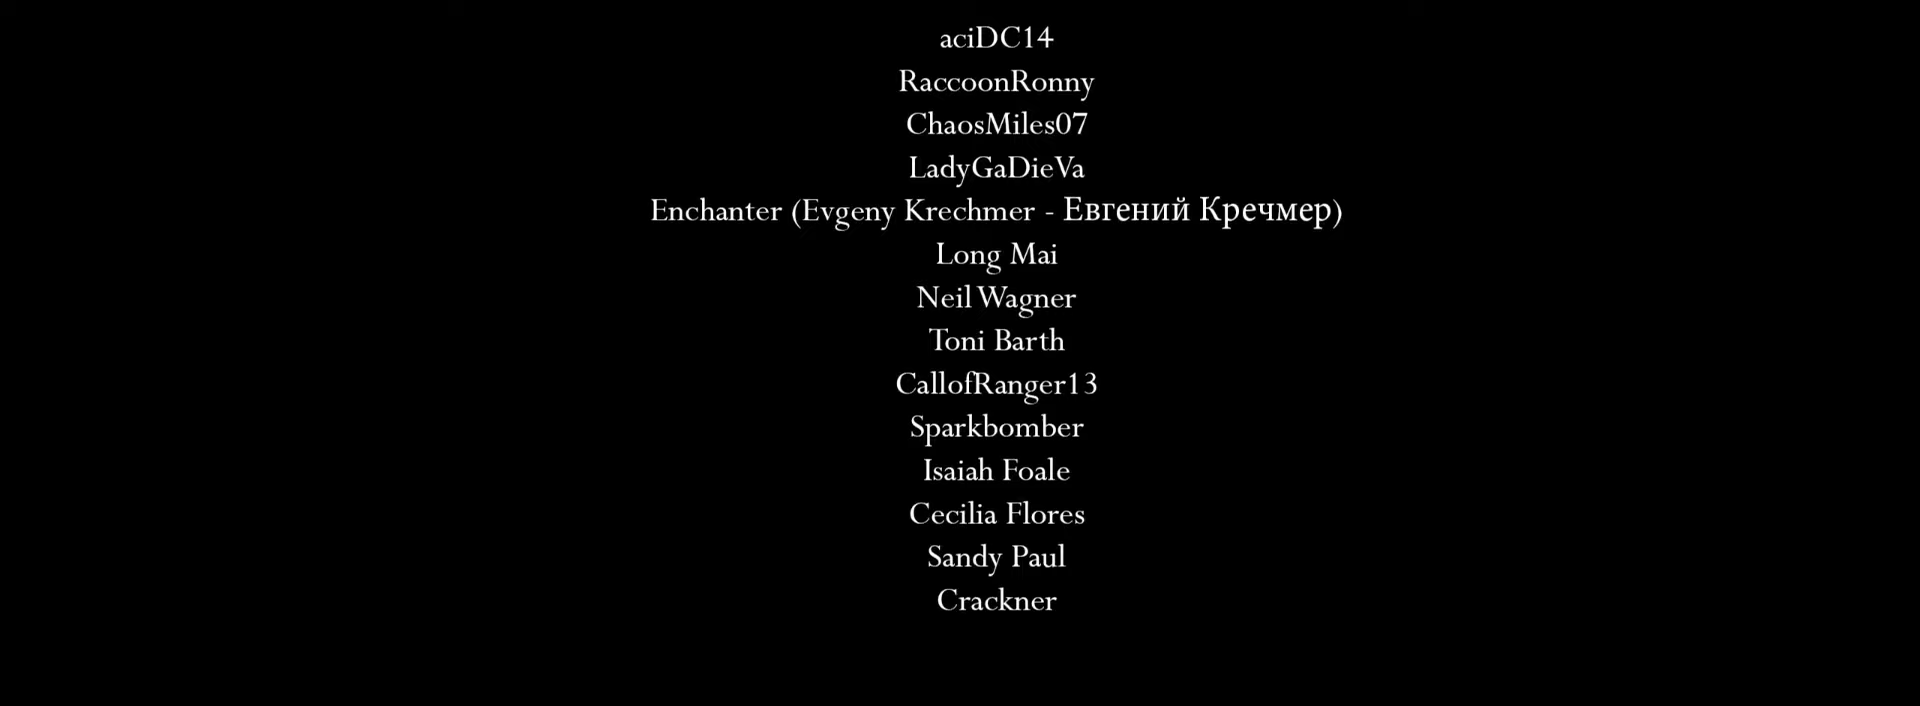 aciDC14
RaccoonRonny
ChaosMiles07
LadyGaDieVa
Enchanter (Evgeny Krechmer - Евгений Кречмер)
Long Mai
Neil Wagner
Toni Barth
CallofRanger13
Sparkbomber
Isaiah Foale
Cecilia Flores
Sandy Paul
Crackner